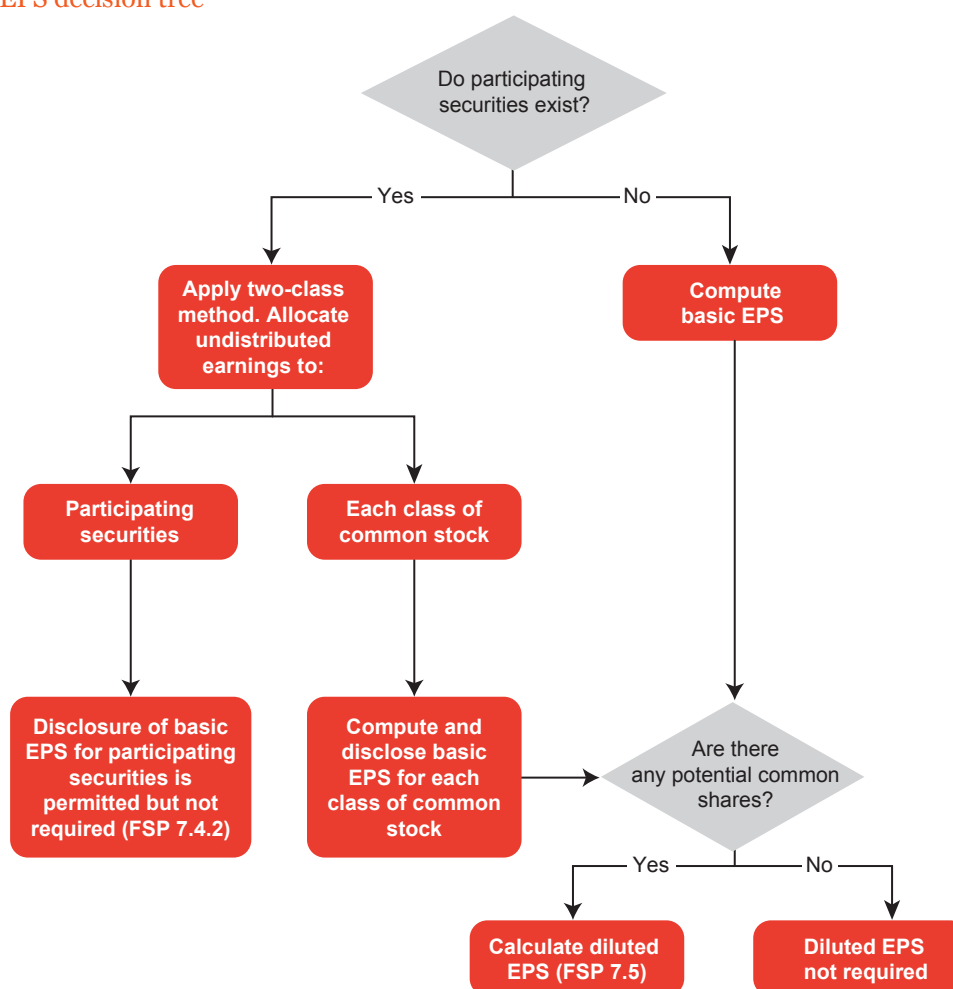 EPS decision tree
Do participating
securities exist?
Yes
No
Apply two-class
method. Allocate
undistributed
earnings to:
Compute
basic EPS
Participating
securities
Each class of
common stock
Disclosure of basic
EPS for participating
securities is
permitted but not
required (FSP 7.4.2)
Compute and
disclose basic
EPS for each
class of common
stock
Are there
any potential common
shares?
Yes
No
Calculate diluted
EPS (FSP 7.5)
Diluted EPS
not required